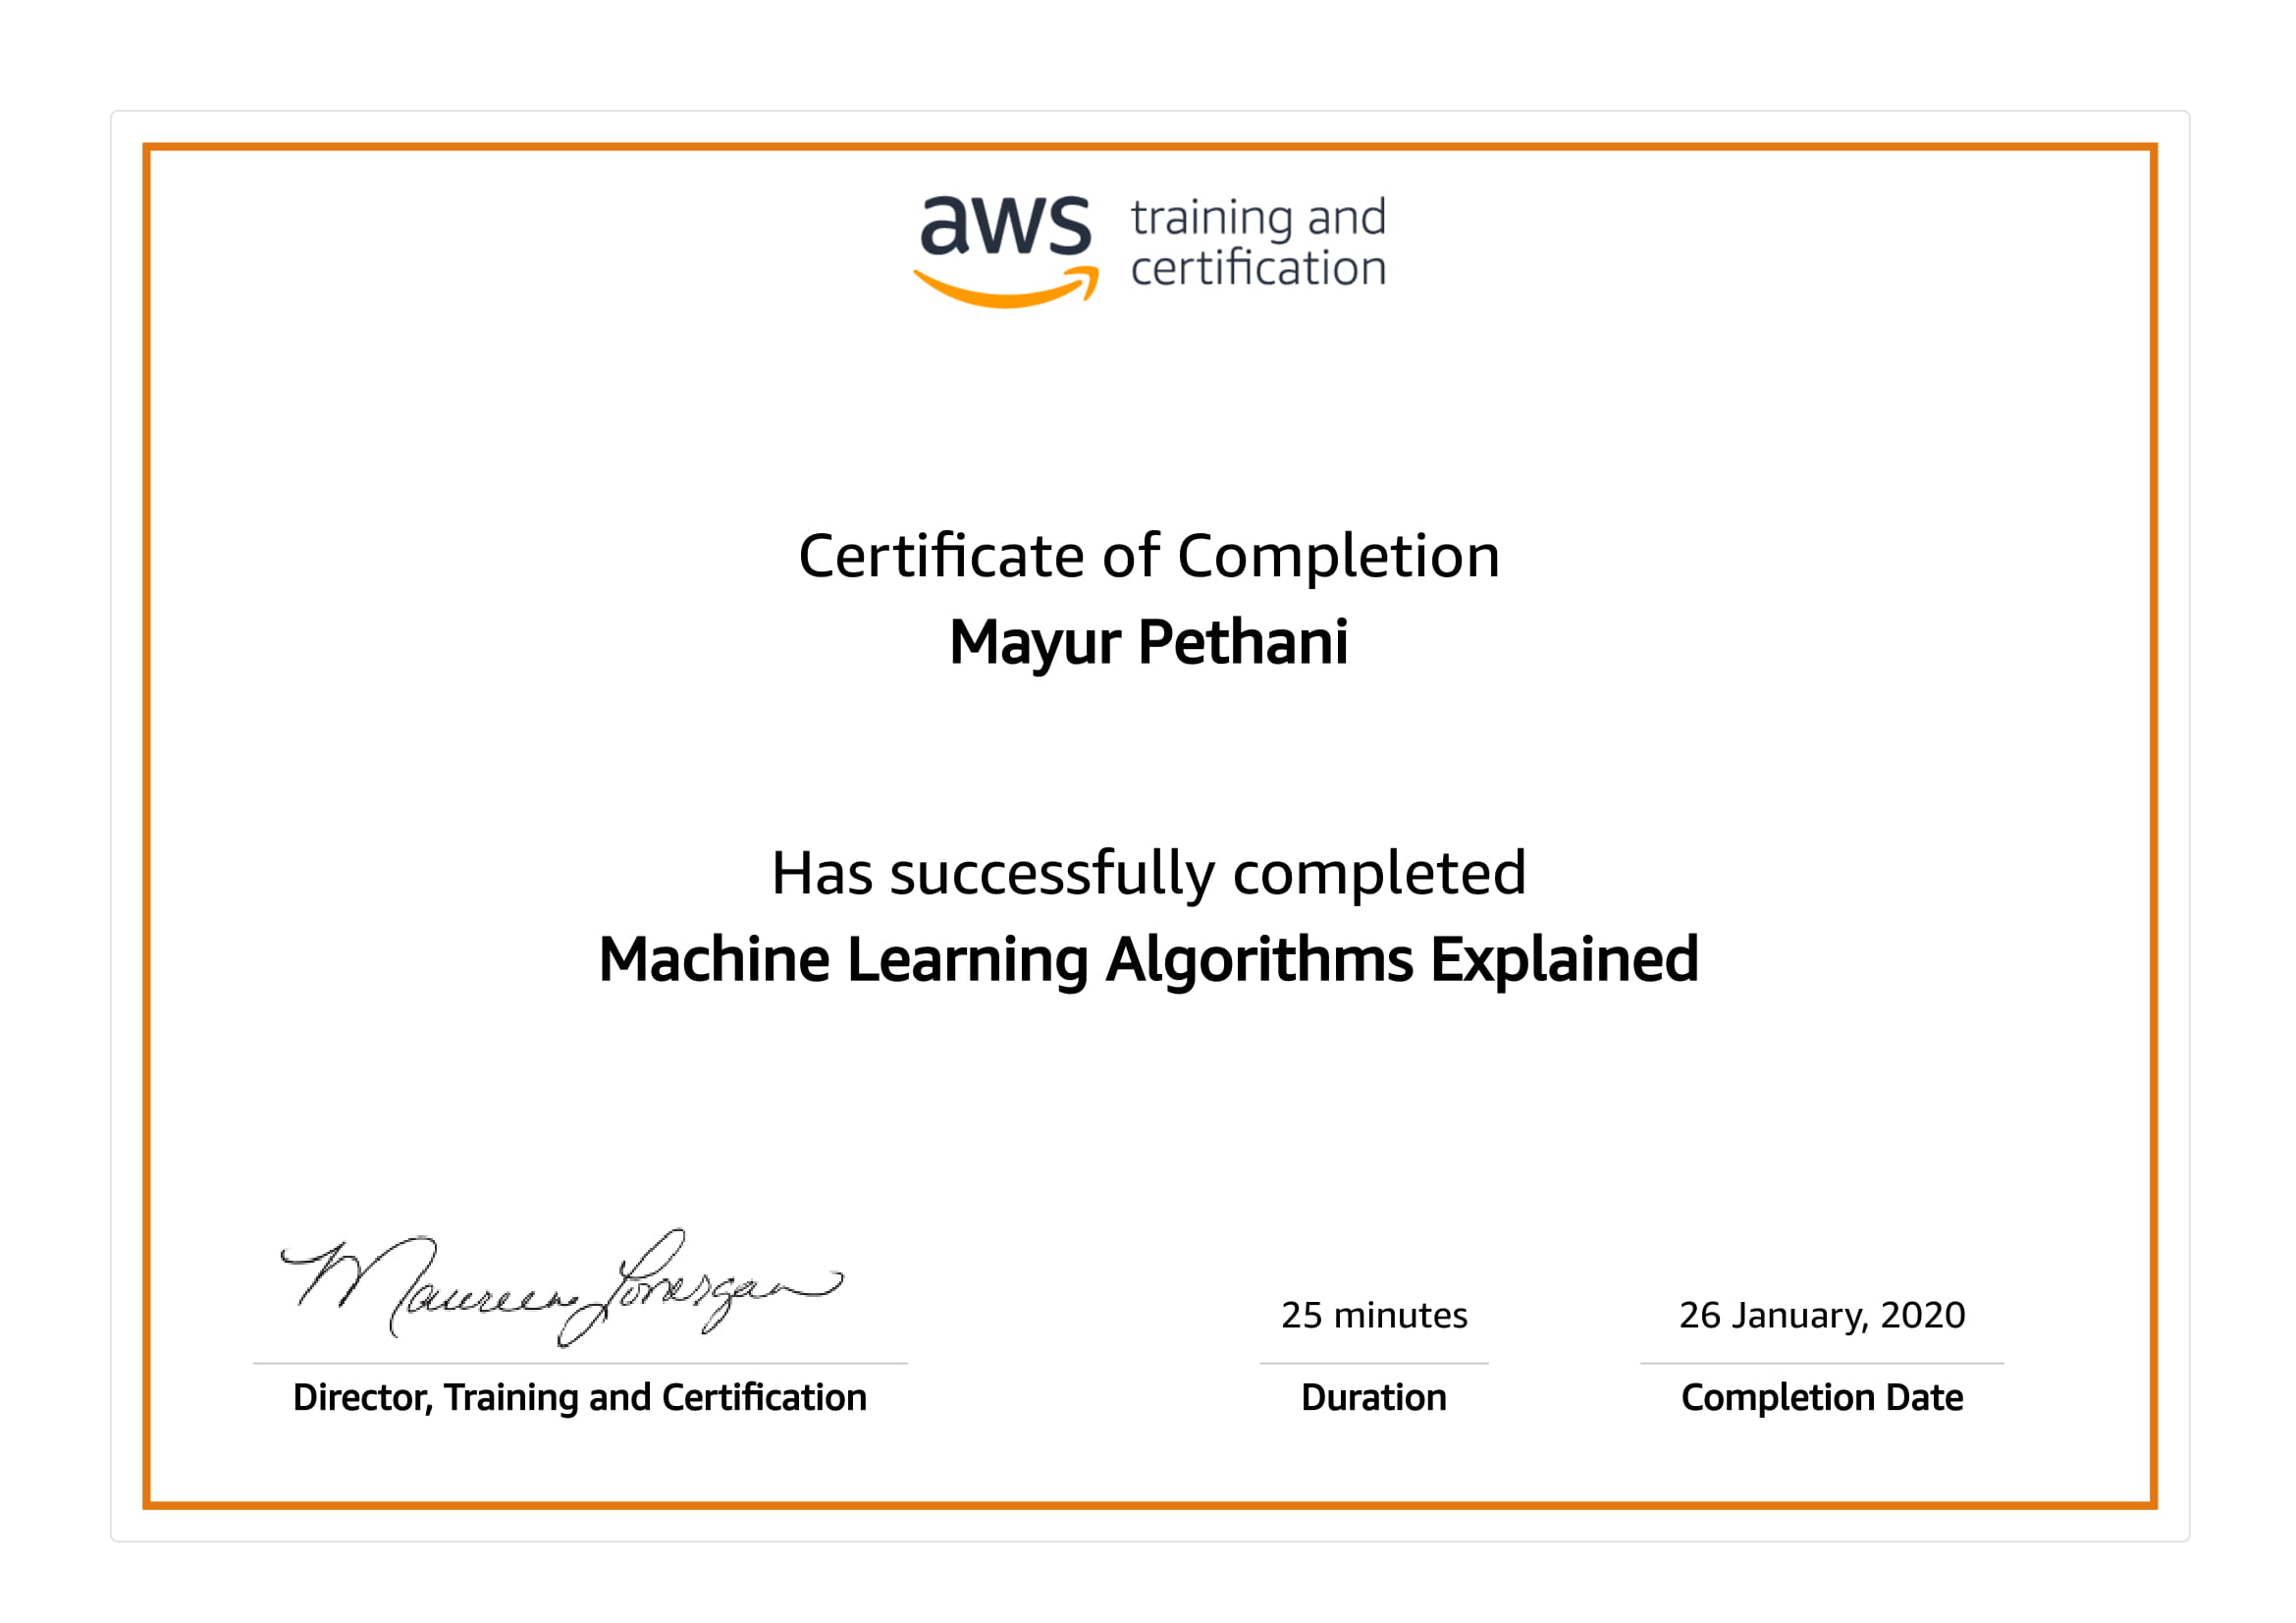 aws training and
certification
Certificate of Completion
Mayur Pethani
Has successfully completed
Machine Learning Algorithms Explained
Maureen Lonergan
25 minutes
26 January, 2020
Director, Training and Certification
Duration
Completion Date